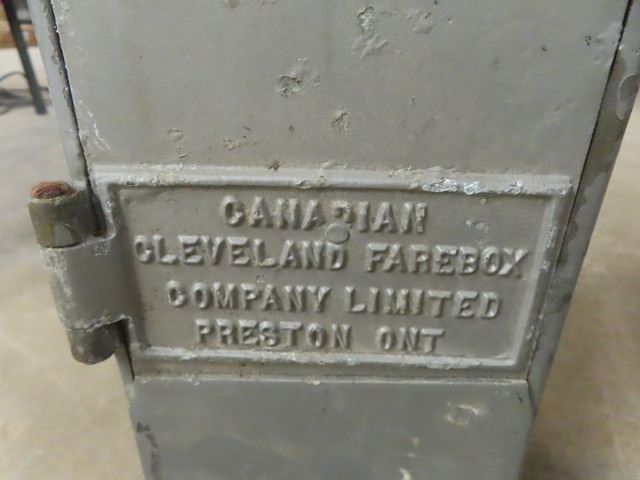 CANADIAN
CLEVELAND FAREBOX
COMPANY LIMITED
PRESTON ONT